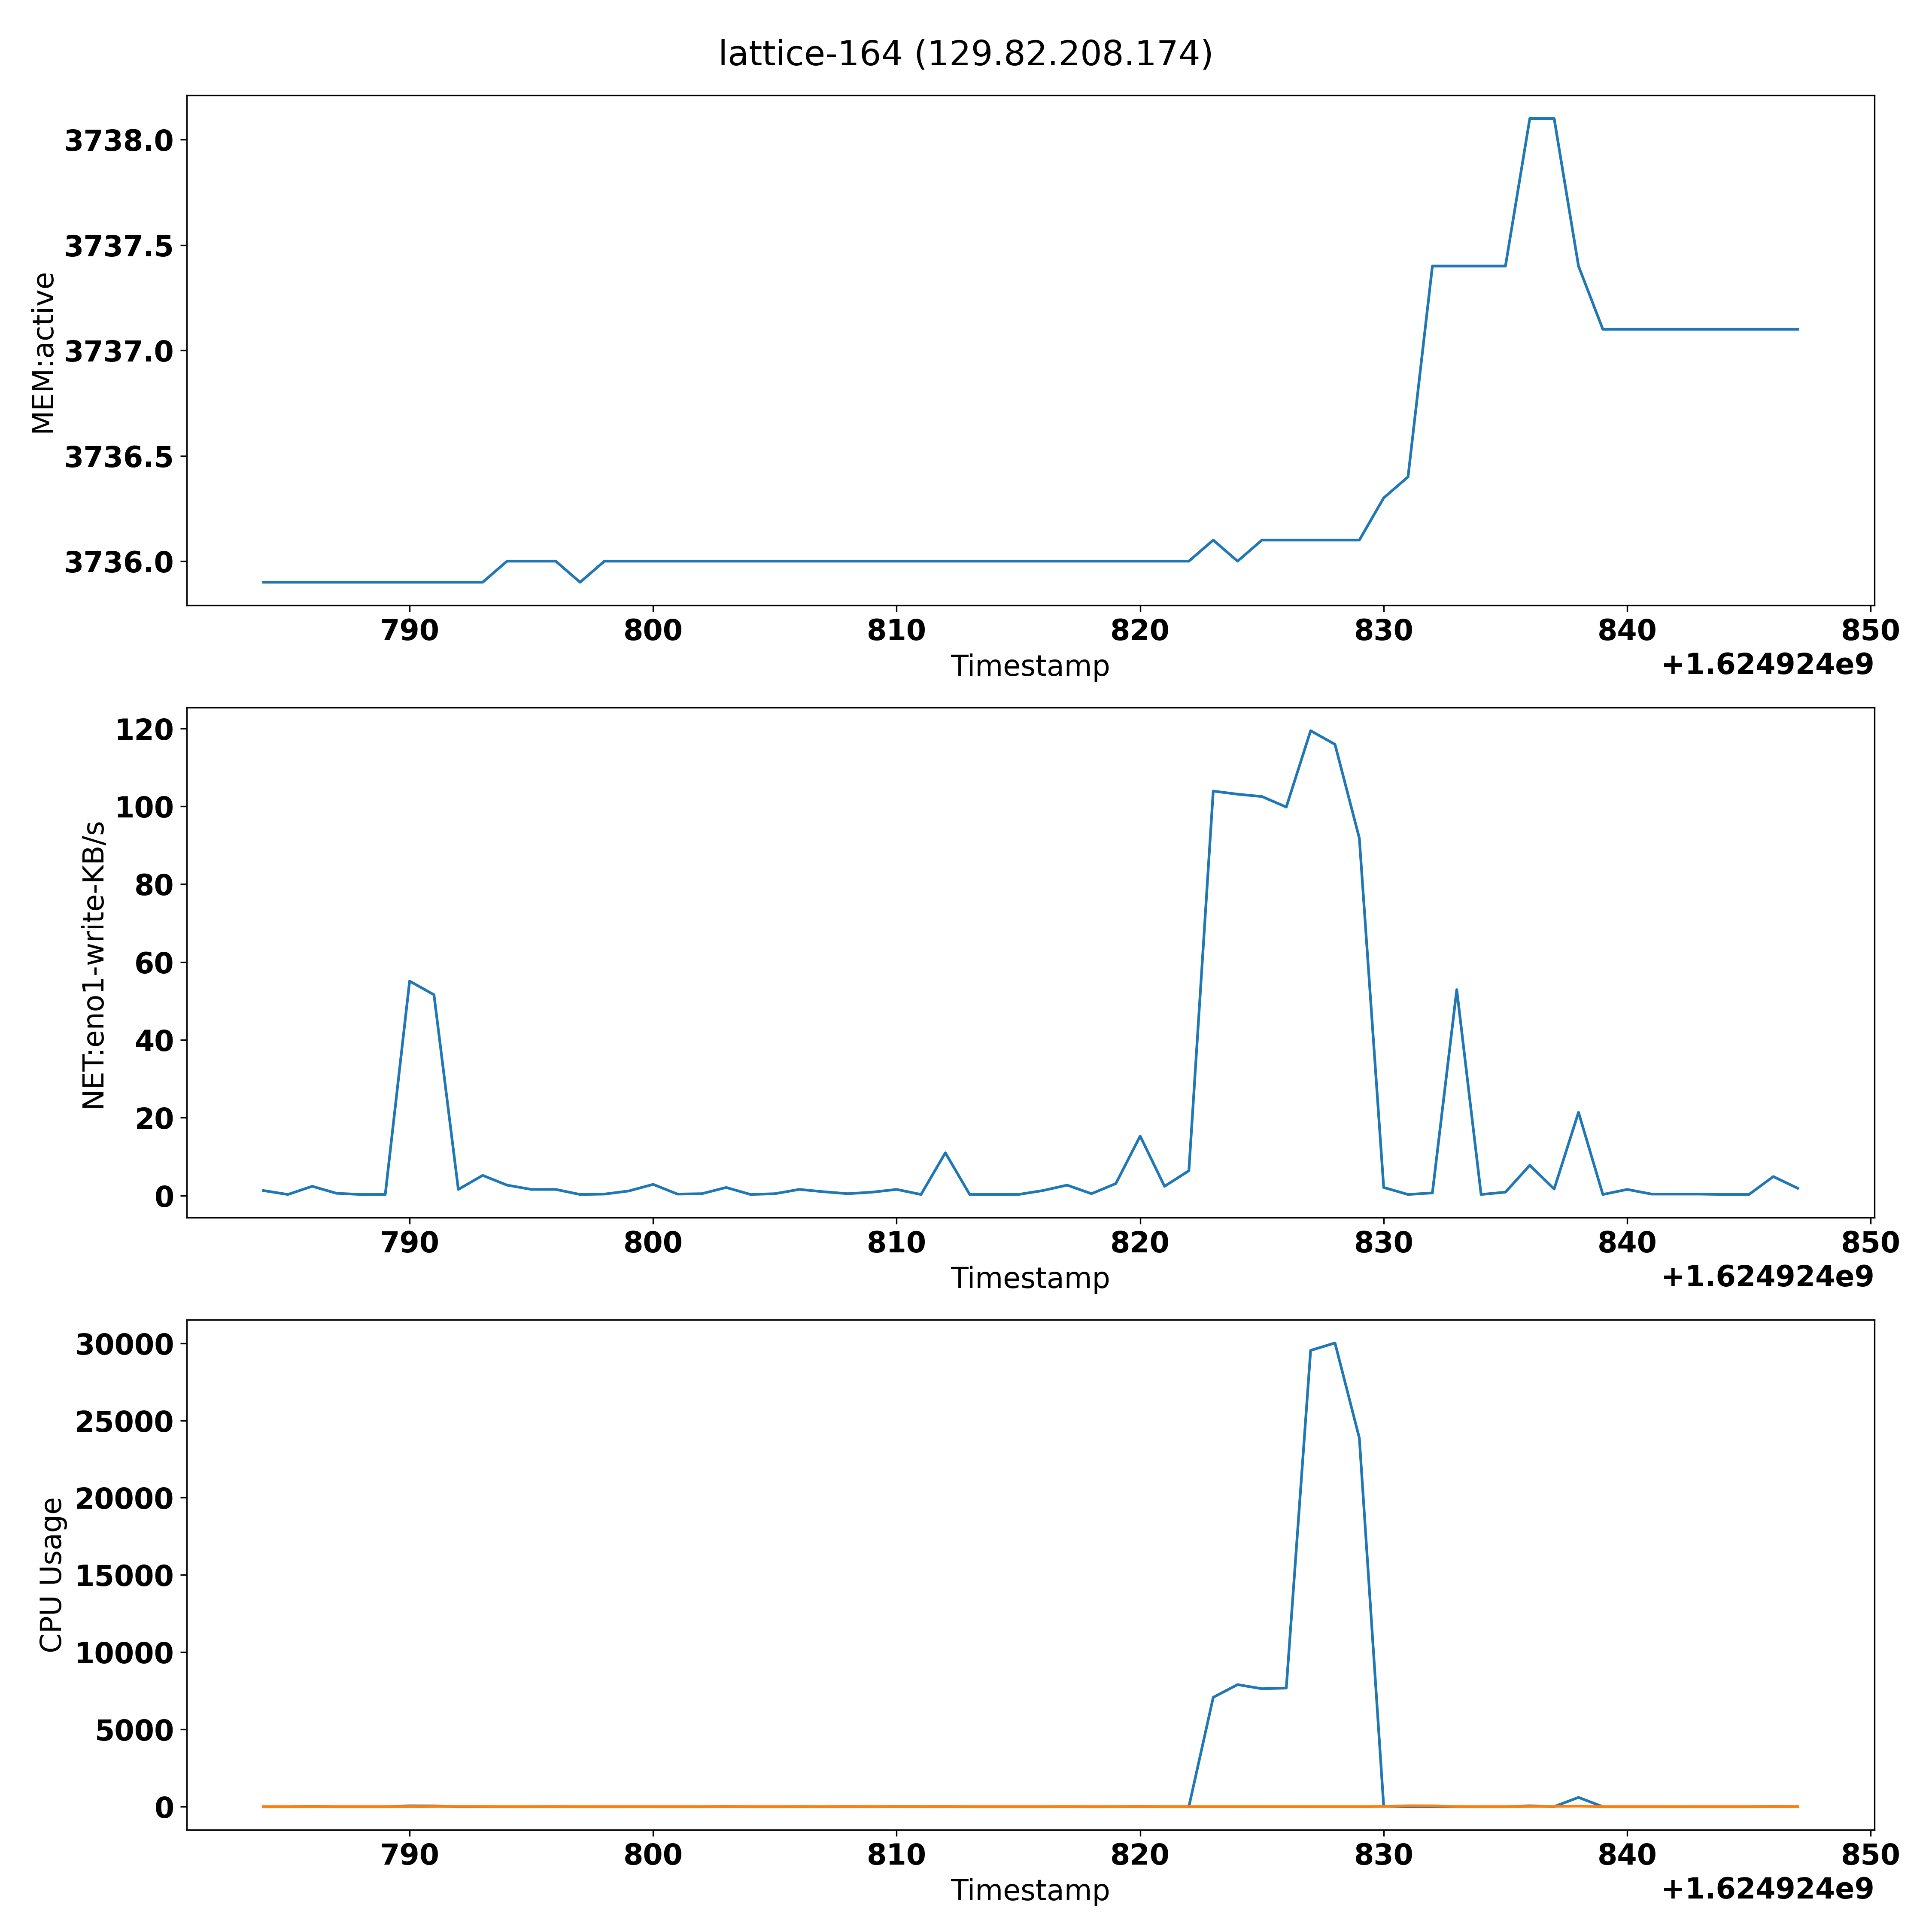 lattice-164 (129.82.208.174)
3738.0
3737.5
3737.0
3736.5
3736.0
MEM:active
790 800 810 820 830 840 850
Timestamp
+1.624924e9
120
100
80
60
40
20
0
NET:eno1-write-KB/s
790 800 810 820 830 840 850
Timestamp
+1.624924e9
30000
25000
20000
15000
10000
5000
0
CPU Usage
790 800 810 820 830 840 850
Timestamp
+1.624924e9